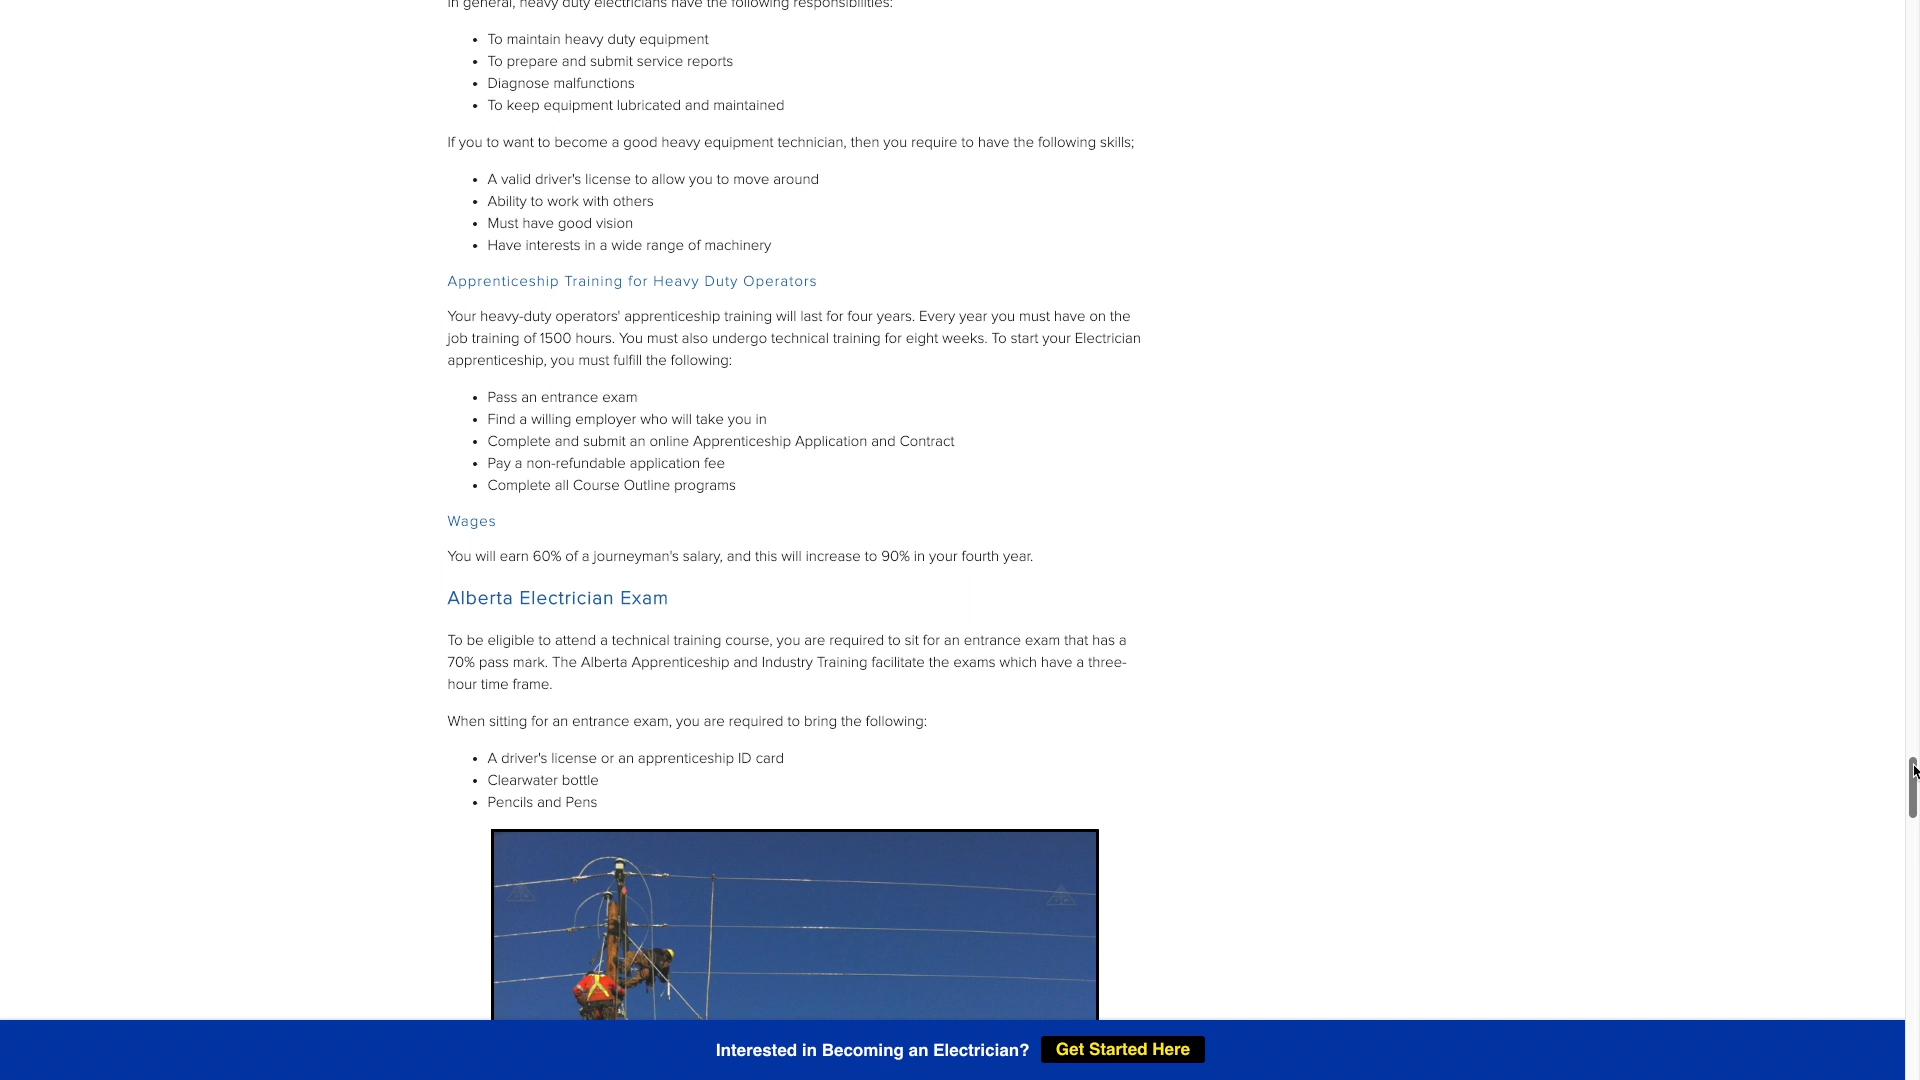 In general, heavy duty electricians have the following responsibilities:
• To maintain heavy duty equipment
• To prepare and submit service reports
• Diagnose malfunctions
• To keep equipment lubricated and maintained
If you to want to become a good heavy equipment technician, then you require to have the following skills;
• A valid driver's license to allow you to move around
• Ability to work with others
• Must have good vision
• Have interests in a wide range of machinery
Apprenticeship Training for Heavy Duty Operators
Your heavy-duty operators' apprenticeship training will last for four years. Every year you must have on the
job training of 1500 hours. You must also undergo technical training for eight weeks. To start your Electrician
apprenticeship, you must fulfill the following:
• Pass an entrance exam
• Find a willing employer who will take you in
• Complete and submit an online Apprenticeship Application and Contract
• Pay a non-refundable application fee
• Complete all Course Outline programs
Wages
You will earn 60% of a journeyman's salary, and this will increase to 90% in your fourth year.
Alberta Electrician Exam
To be eligible to attend a technical training course, you are required to sit for an entrance exam that has a
70% pass mark. The Alberta Apprenticeship and Industry Training facilitate the exams which have a three-
hour time frame.
When sitting for an entrance exam, you are required to bring the following:
• A driver's license or an apprenticeship ID card
• Clearwater bottle
• Pencils and Pens
Interested in Becoming an Electrician? Get Started Here